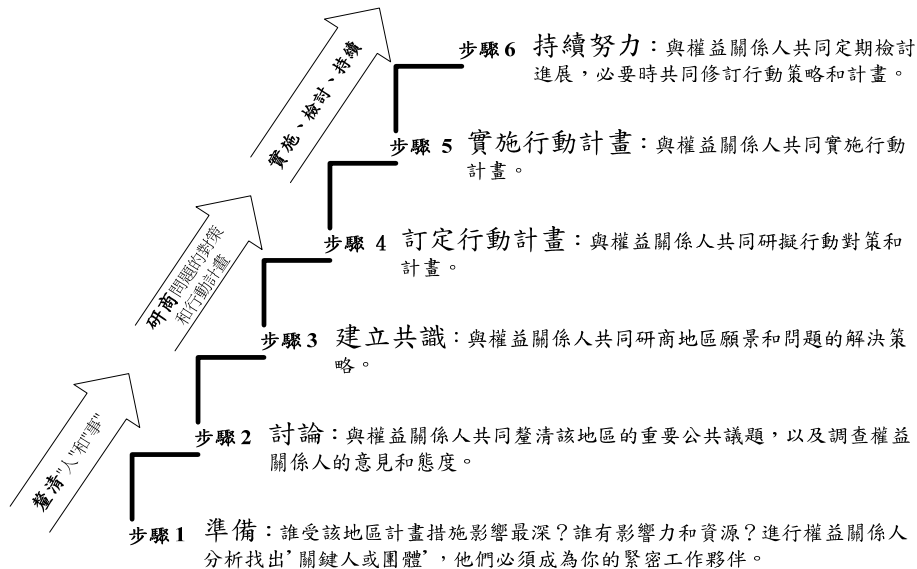 步驟 6 持續努力：與權益關係人共同定期檢討
進展，必要時共同修訂行動策略和計畫。
實施、檢討、持續
步驟 5 實施行動計畫：與權益關係人共同實施行動
計畫。
步驟 4 訂定行動計畫：與權益關係人共同研擬行動對策和
計畫。
研商問題的對策
和行動計畫
步驟 3 建立共識：與權益關係人共同研商地區願景和問題的解決策
略。
步驟 2 討論：與權益關係人共同釐清該地區的重要公共議題，以及調查權益
關係人的意見和態度。
釐清"人"和"事"
步驟 1 準備：誰受該地區計畫措施影響最深？誰有影響力和資源？進行權益關係人
分析找出’關鍵人或團體’，他們必須成為你的緊密工作夥伴。